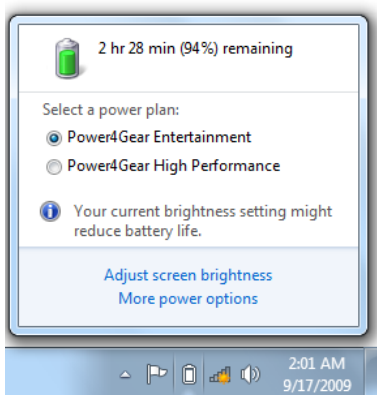 2 hr 28 min (94%) remaining
Select a power plan:
Power4Gear Entertainment
Power4Gear High Performance
Your current brightness setting might
reduce battery life.
Adjust screen brightness
More power options
2:01 AM
9/17/2009